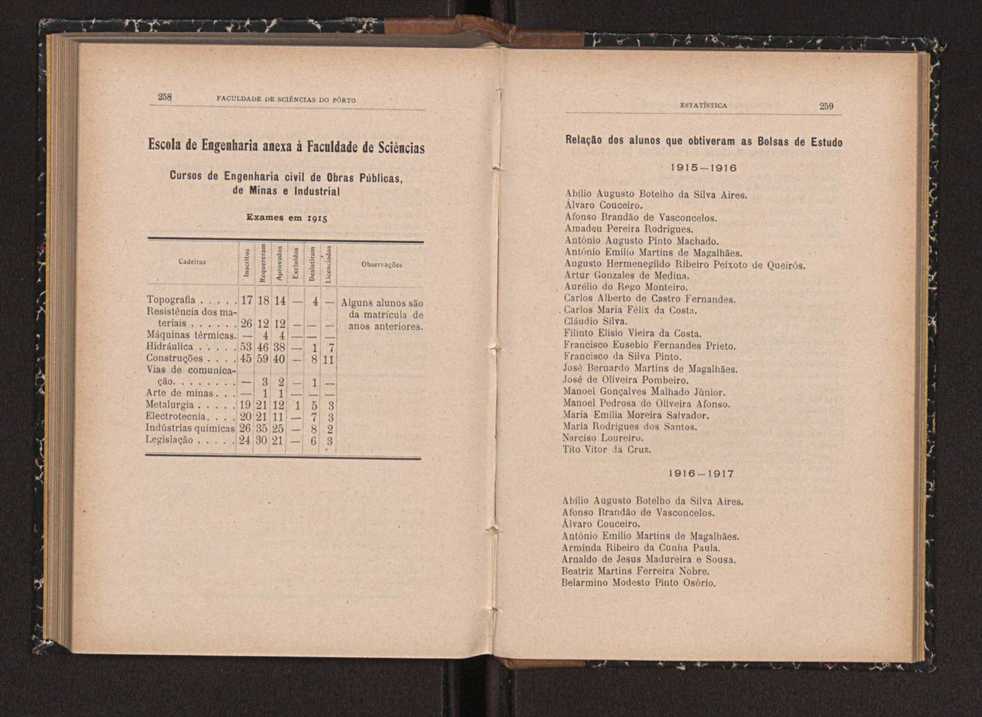 258 FACULDADE DE SCIÊNCIAS DO PÔRTO
Escola de Engenharia anexa à Faculdade de Sciências
Cursos de Engenharia civil de Obras Públicas,
de Minas e Industrial
Exames em 1915
Cadeiras Inscritos Requereram Aprovados Excluídos Desistiram Licenciados Observações
Topografia . . . . . 17 18 14 — 4 — Alguns alunos são
Resistência dos ma- da matrícula de
teriais . . . . . . 26 12 12 — — — anos anteriores.
Máquinas térmicas. — 4 4 — — —
Hidráulica . . . . . 53 46 38 — 1 7
Construções . . . . 45 59 40 — 8 11
Vias de comunica-
ção. . . . . . . . — 3 2 — 1 —
Arte de minas . . . — 1 1 — — —
Metalurgia . . . . . 19 21 12 1 5 3
Electrotecnia. . . . 20 21 11 — 7 3
Indústrias químicas 26 35 25 — 8 2
Legislação . . . . . 24 30 21 — 6 3
ESTATÍSTICA 259
Relação dos alunos que obtiveram as Bolsas de Estudo
1915—1916
Abílio Augusto Botelho da Silva Aires.
Álvaro Couceiro.
Afonso Brandão de Vasconcelos.
Amadeu Pereira Rodrigues.
António Augusto Pinto Machado.
António Emílio Martins de Magalhães.
Augusto Hermenegildo Ribeiro Peixoto de Queirós.
Artur Gonzales de Medina.
Aurélio do Rego Monteiro.
Carlos Alberto de Castro Fernandes.
Carlos Maria Félix da Costa.
Cláudio Silva.
Filinto Elísio Vieira da Costa.
Francisco Eusebio Fernandes Prieto.
Francisco da Silva Pinto.
José Bernardo Martins de Magalhães.
José de Oliveira Pombeiro.
Manoel Gonçalves Malhado Júnior.
Manoel Pedrosa de Oliveira Afonso.
Maria Emília Moreira Salvador.
Maria Rodrigues dos Santos.
Narciso Loureiro.
Tito Vitor da Cruz.
1916—1917
Abílio Augusto Botelho da Silva Aires.
Afonso Brandão de Vasconcelos.
Álvaro Couceiro.
António Emílio Martins de Magalhães.
Arminda Ribeiro da Cunha Paula.
Arnaldo de Jesus Madureira e Sousa.
Beatriz Martins Ferreira Nobre.
Belarmino Modesto Pinto Osório.